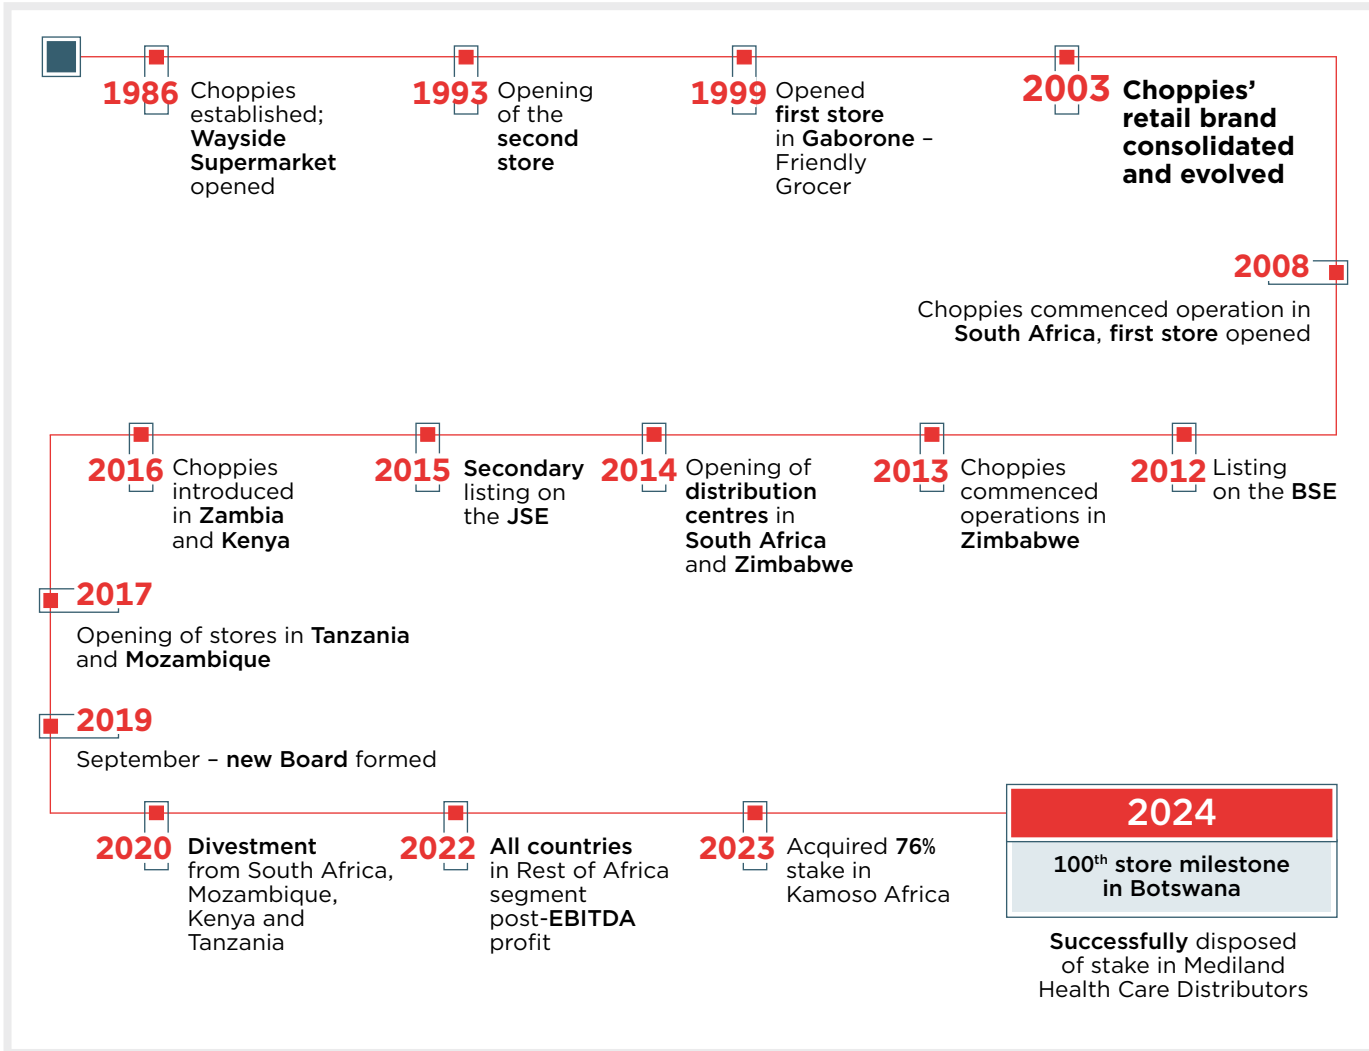 1986
Choppies
established;
Wayside
Supermarket
opened
1993
Opening
of the
second
store
1999
Opened
first store
in Gaborone –
Friendly
Grocer
2003
Choppies’
retail brand
consolidated
and evolved
2008
Choppies commenced operation in
South Africa, first store opened
2012
Listing
on the BSE
2013
Choppies
commenced
operations in
Zimbabwe
2014
Opening of
distribution
centres in
South Africa
and Zimbabwe
2015
Secondary
listing on
the JSE
2016
Choppies
introduced
in Zambia
and Kenya
2017
Opening of stores in Tanzania
and Mozambique
2019
September – new Board formed
2020
Divestment
from South Africa,
Mozambique,
Kenya and
Tanzania
2022
All countries
in Rest of Africa
segment
post-EBITDA
profit
2023
Acquired 76%
stake in
Kamoso Africa
2024
100th store milestone
in Botswana
Successfully disposed
of stake in Mediland
Health Care Distributors